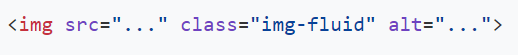 <img src="..." class="img-fluid" alt="...">